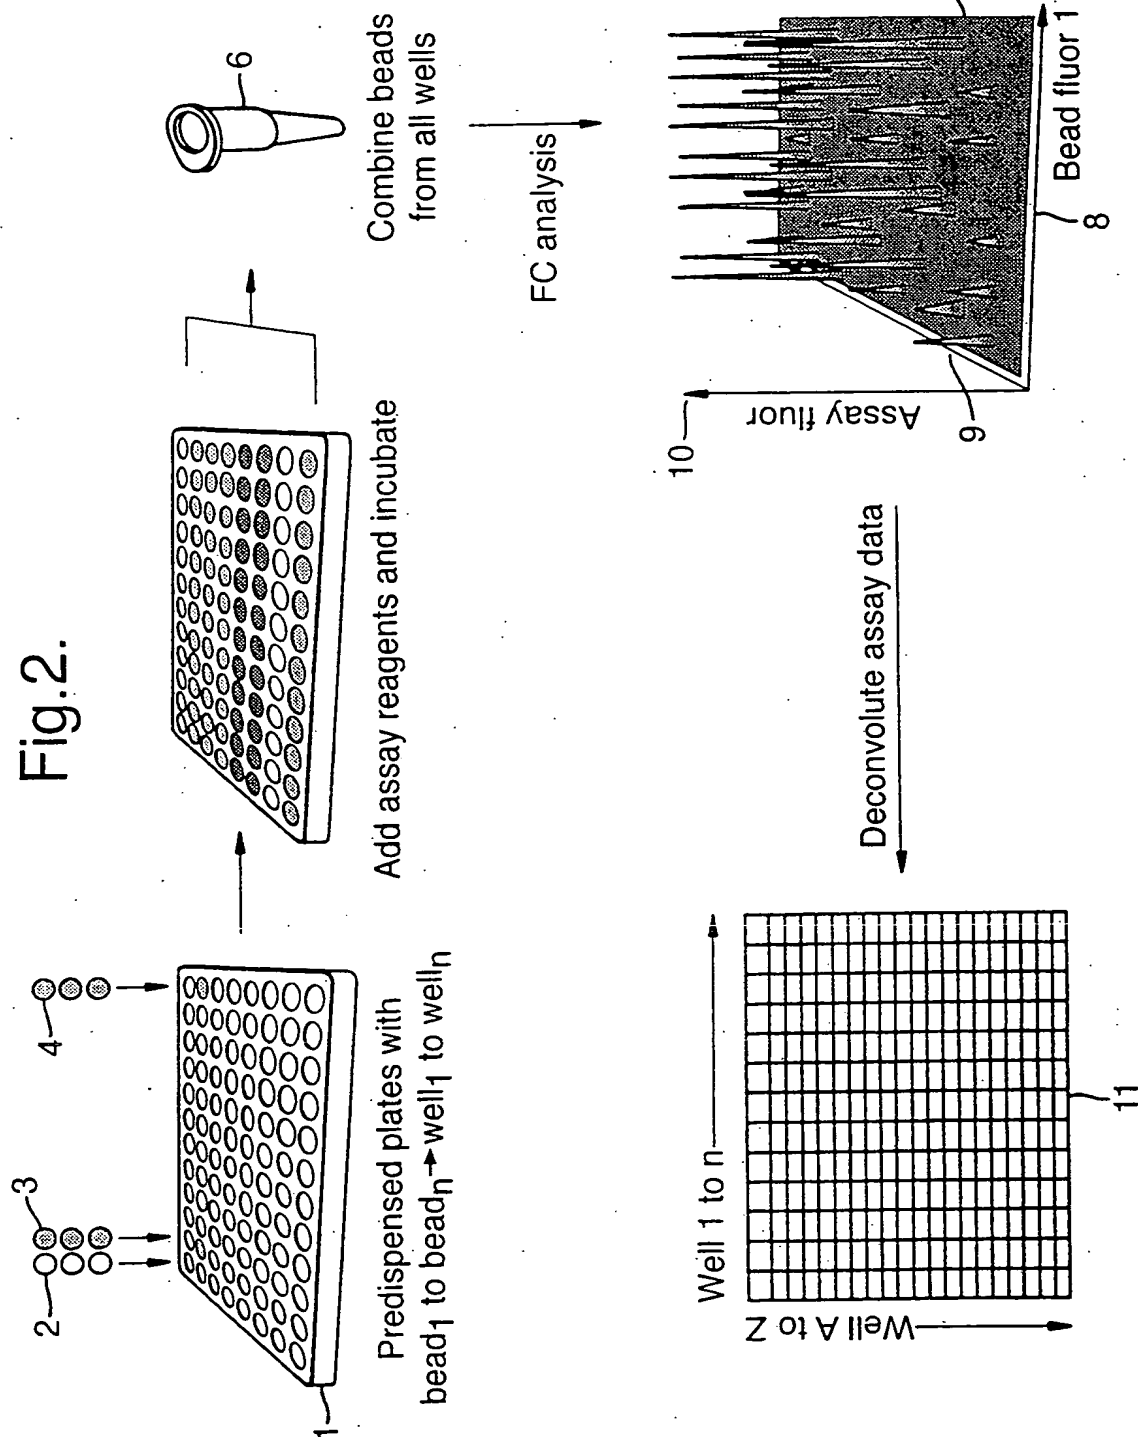 Fig.2.
2
3
4
1
Predispensed plates with
bead1 to beadn→well1 to welln
Add assay reagents and incubate
6
Combine beads
from all wells
FC analysis
10
Assay fluor
9
8
Bead fluor 1
Deconvolute assay data
Well 1 to n
Well A to Z
11